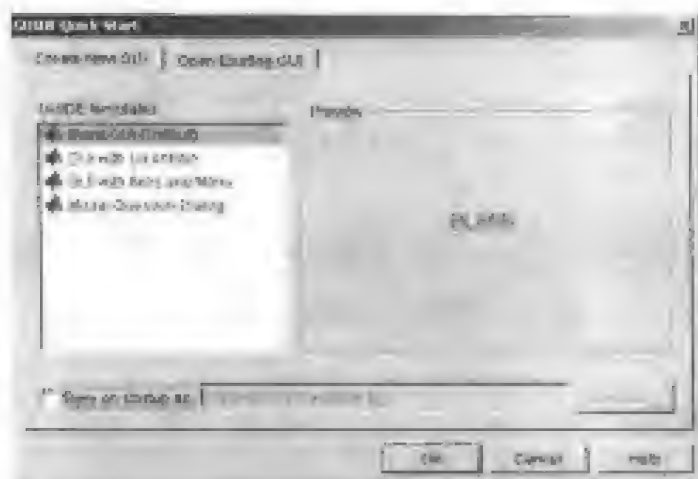 GUIDE Quick Start
Create New GUI
Open Existing GUI
GUIDE templates
Preview
Blank GUI (Default)
GUI with Uicontrols
GUI with Axes and Menu
Modal Question Dialog
BLANK
Save on startup as:
OK
Cancel
Help